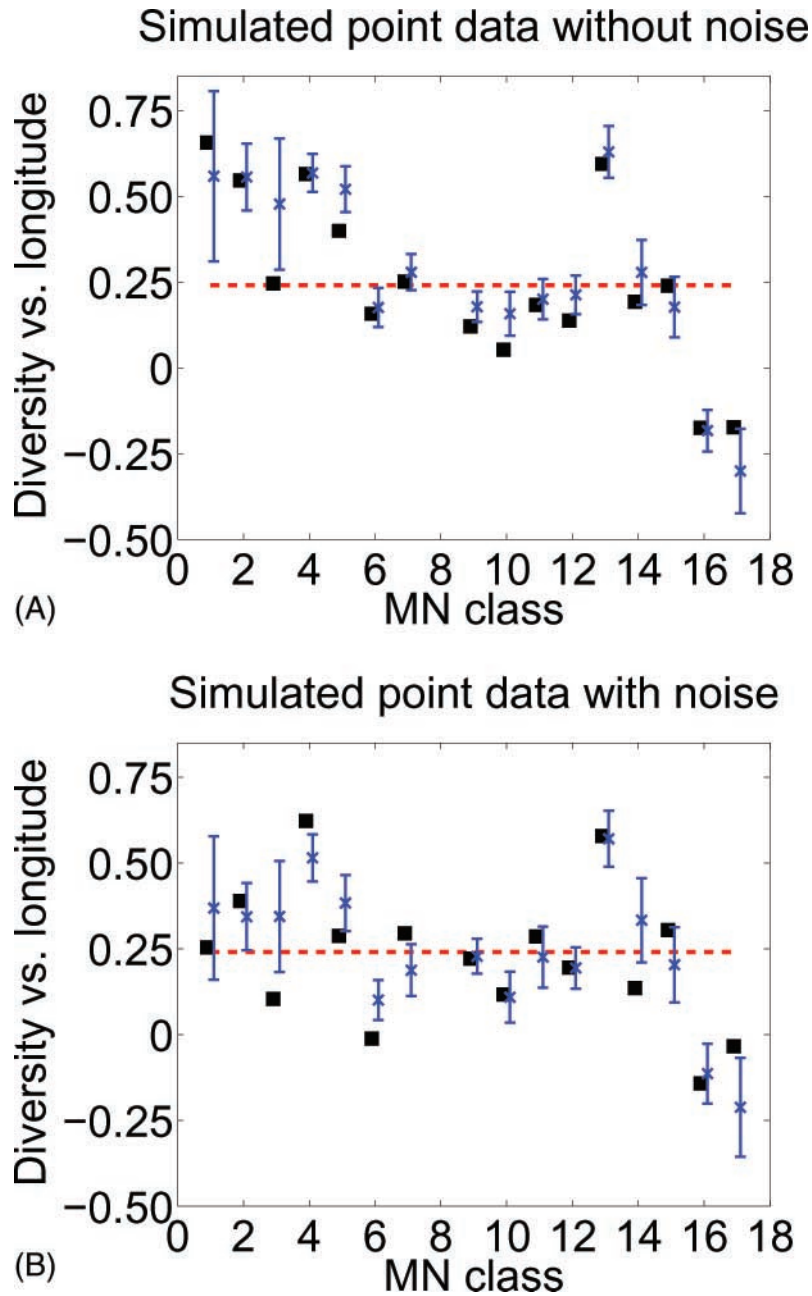 Simulated point data without noise
Diversity vs. longitude
0.75
0.50
0.25
0
−0.25
−0.50
0 2 4 6 8 10 12 14 16 18
MN class
(A)
Simulated point data with noise
Diversity vs. longitude
0.75
0.50
0.25
0
−0.25
−0.50
0 2 4 6 8 10 12 14 16 18
MN class
(B)